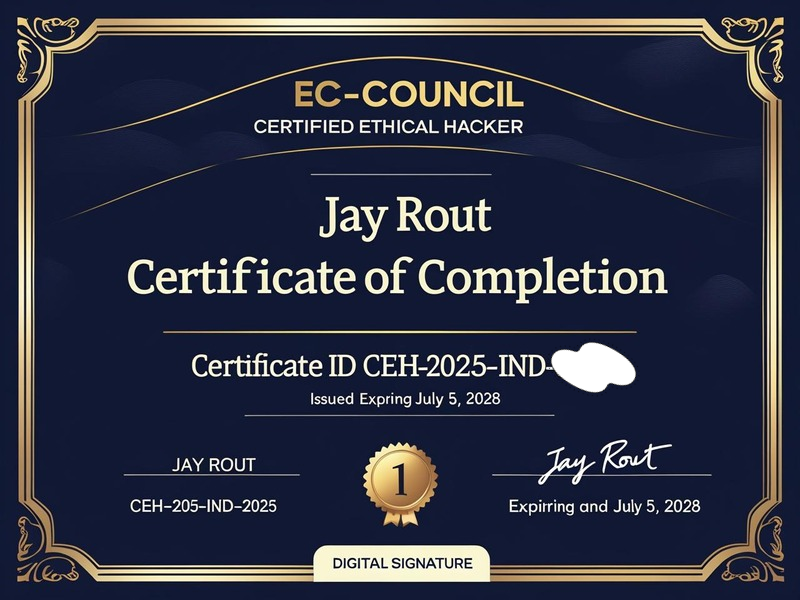 EC-COUNCIL
CERTIFIED ETHICAL HACKER
Jay Rout
Certificate of Completion
Certificate ID CEH-2025-IND-
Issued Expring July 5, 2028
JAY ROUT
CEH-205-IND-2025
1
Jay Rout
Expirring and July 5, 2028
DIGITAL SIGNATURE